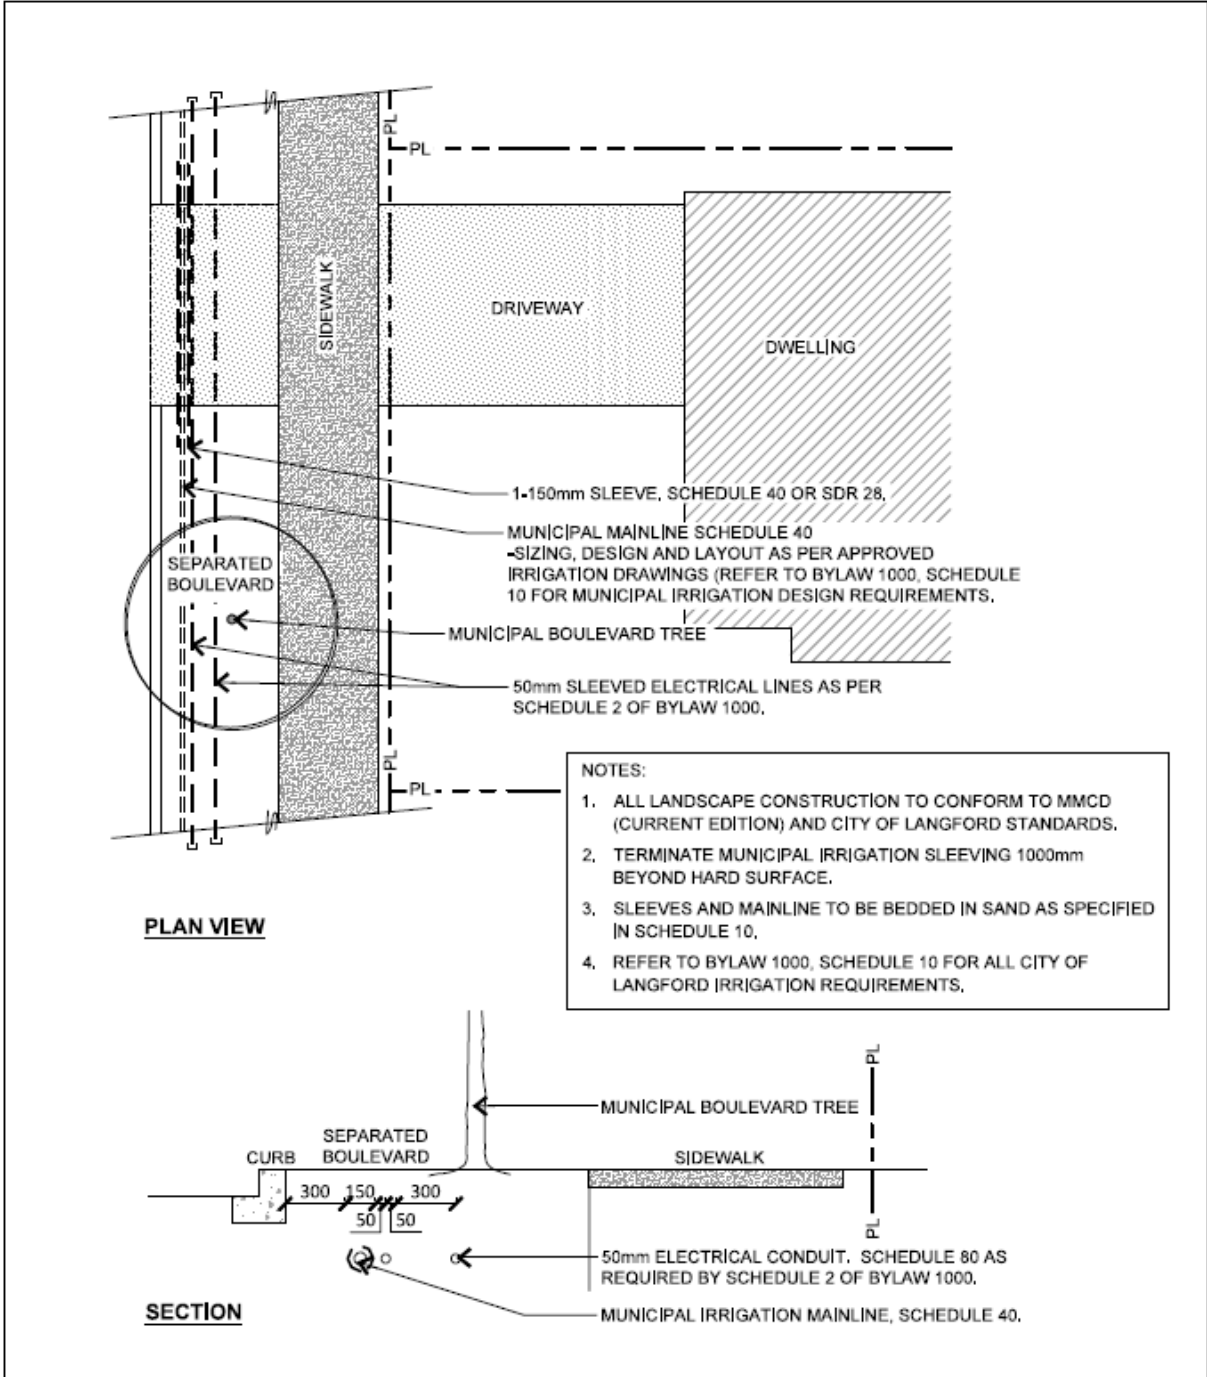 PL
PL
SIDEWALK
DRIVEWAY
DWELLING
1-150mm SLEEVE, SCHEDULE 40 OR SDR 28.
MUNICIPAL MAINLINE SCHEDULE 40
-SIZING, DESIGN AND LAYOUT AS PER APPROVED
IRRIGATION DRAWINGS (REFER TO BYLAW 1000, SCHEDULE
10 FOR MUNICIPAL IRRIGATION DESIGN REQUIREMENTS.
SEPARATED
BOULEVARD
MUNICIPAL BOULEVARD TREE
50mm SLEEVED ELECTRICAL LINES AS PER
SCHEDULE 2 OF BYLAW 1000.
PL
PL
NOTES:
1. ALL LANDSCAPE CONSTRUCTION TO CONFORM TO MMCD
(CURRENT EDITION) AND CITY OF LANGFORD STANDARDS.
2. TERMINATE MUNICIPAL IRRIGATION SLEEVING 1000mm
BEYOND HARD SURFACE.
3. SLEEVES AND MAINLINE TO BE BEDDED IN SAND AS SPECIFIED
IN SCHEDULE 10.
4. REFER TO BYLAW 1000, SCHEDULE 10 FOR ALL CITY OF
LANGFORD IRRIGATION REQUIREMENTS.
PLAN VIEW
PL
MUNICIPAL BOULEVARD TREE
SEPARATED
BOULEVARD
CURB
SIDEWALK
300 150 300
50 50
PL
50mm ELECTRICAL CONDUIT. SCHEDULE 80 AS
REQUIRED BY SCHEDULE 2 OF BYLAW 1000.
MUNICIPAL IRRIGATION MAINLINE, SCHEDULE 40.
SECTION